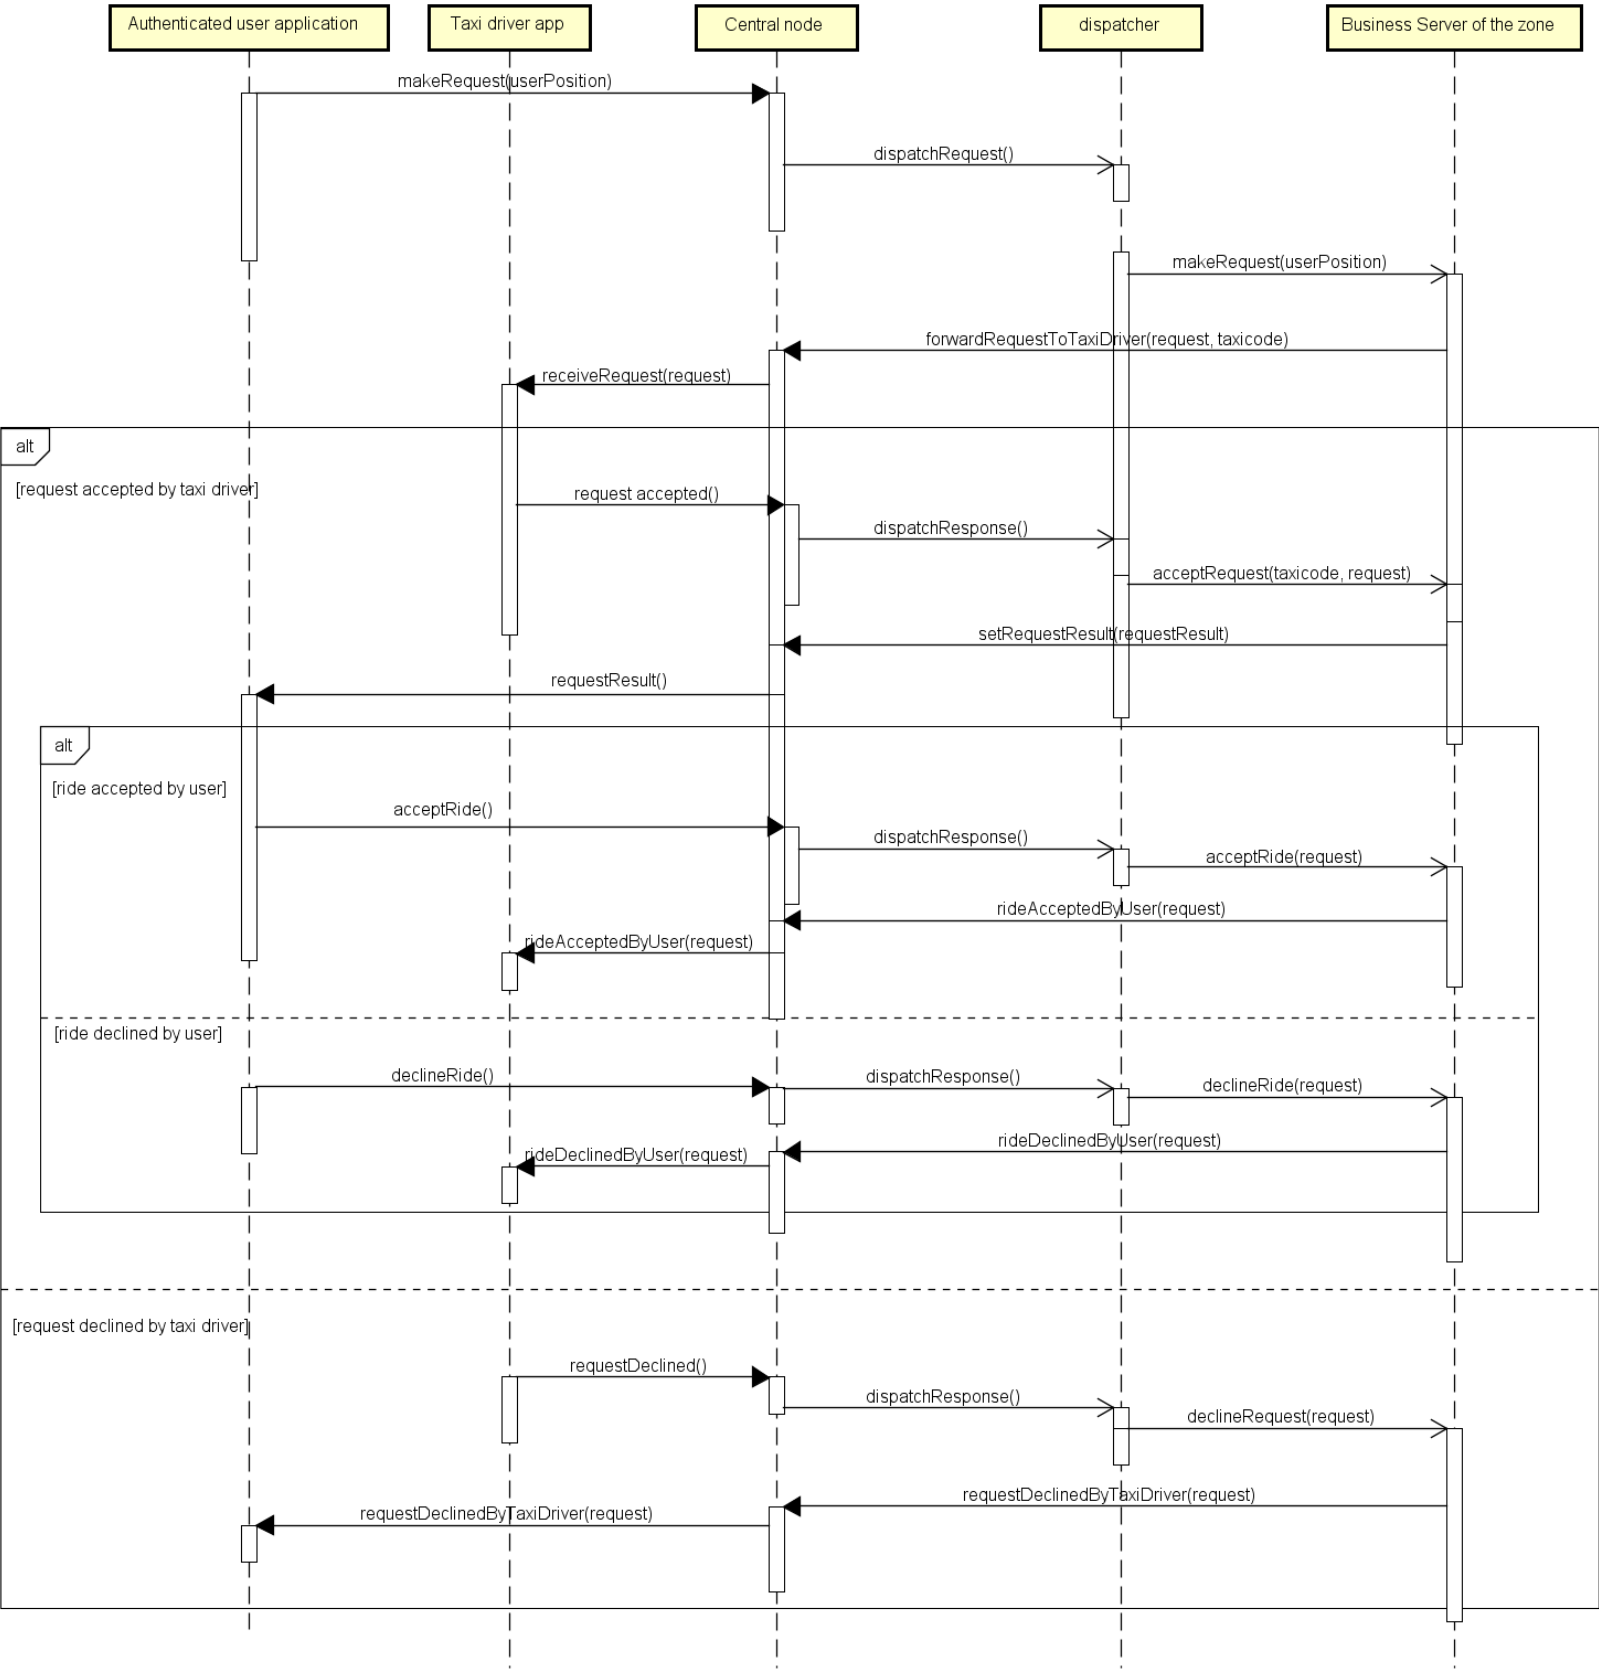 Authenticated user application
Taxi driver app
Central node
dispatcher
Business Server of the zone
makeRequest(userPosition)
dispatchRequest()
makeRequest(userPosition)
forwardRequestToTaxiDriver(request, taxicode)
receiveRequest(request)
alt
[request accepted by taxi driver]
request accepted()
dispatchResponse()
acceptRequest(taxicode, request)
setRequestResult(requestResult)
requestResult()
alt
[ride accepted by user]
acceptRide()
dispatchResponse()
acceptRide(request)
rideAcceptedByUser(request)
rideAcceptedByUser(request)
[ride declined by user]
declineRide()
dispatchResponse()
declineRide(request)
rideDeclinedByUser(request)
rideDeclinedByUser(request)
[request declined by taxi driver]
requestDeclined()
dispatchResponse()
declineRequest(request)
requestDeclinedByTaxiDriver(request)
requestDeclinedByTaxiDriver(request)